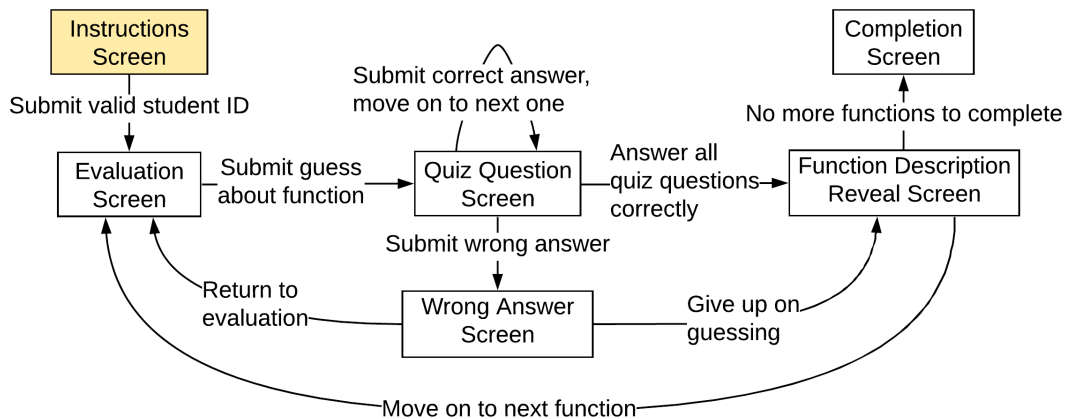 Instructions
Screen
Completion
Screen
Submit correct answer,
move on to next one
Submit valid student ID
No more functions to complete
Evaluation
Screen
Submit guess
about function
Quiz Question
Screen
Answer all
quiz questions
correctly
Function Description
Reveal Screen
Submit wrong answer
Return to
evaluation
Wrong Answer
Screen
Give up on
guessing
Move on to next function